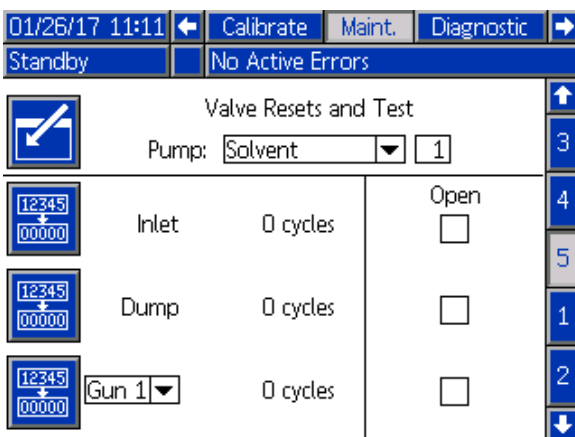 01/26/17 11:11 Calibrate Maint. Diagnostic
Standby No Active Errors
Valve Resets and Test
Pump: Solvent 1
3
Open
12345
00000
Inlet 0 cycles
4
5
12345
00000
Dump 0 cycles
1
12345
00000
Gun 1 0 cycles
2